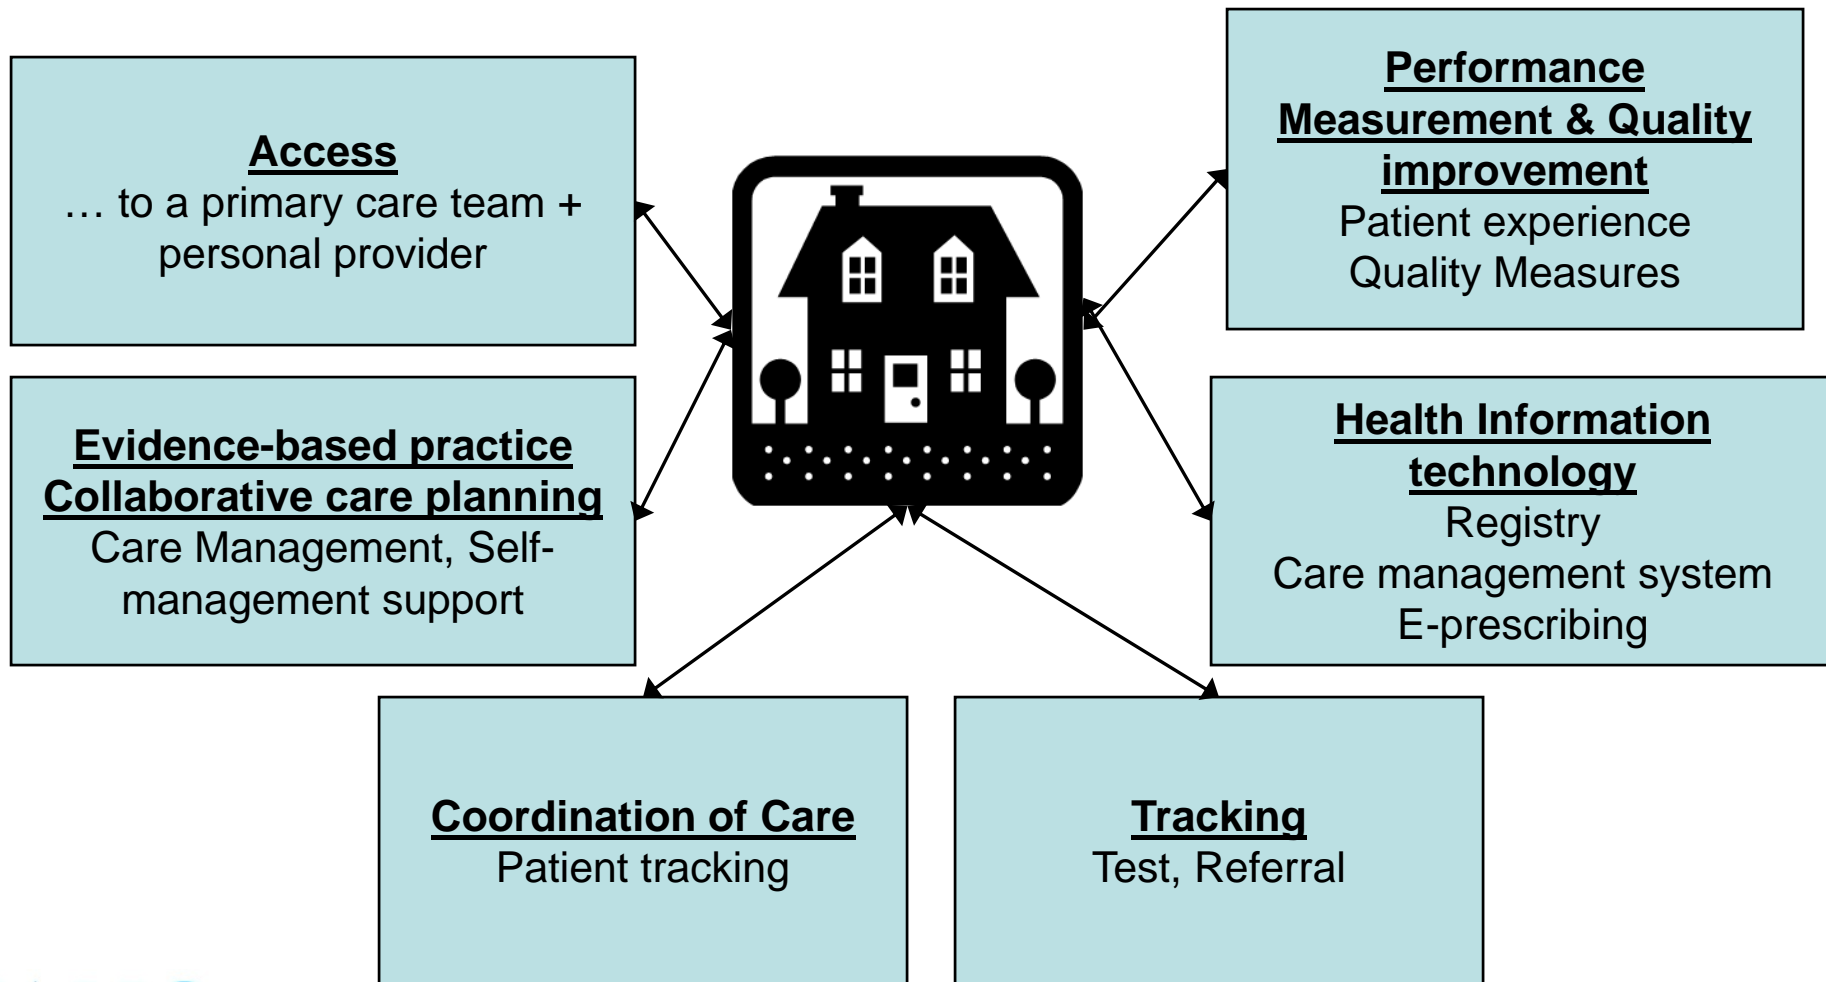 Access
… to a primary care team +
personal provider
Performance
Measurement & Quality
improvement
Patient experience
Quality Measures
Evidence-based practice
Collaborative care planning
Care Management, Self-
management support
Health Information
technology
Registry
Care management system
E-prescribing
Coordination of Care
Patient tracking
Tracking
Test, Referral